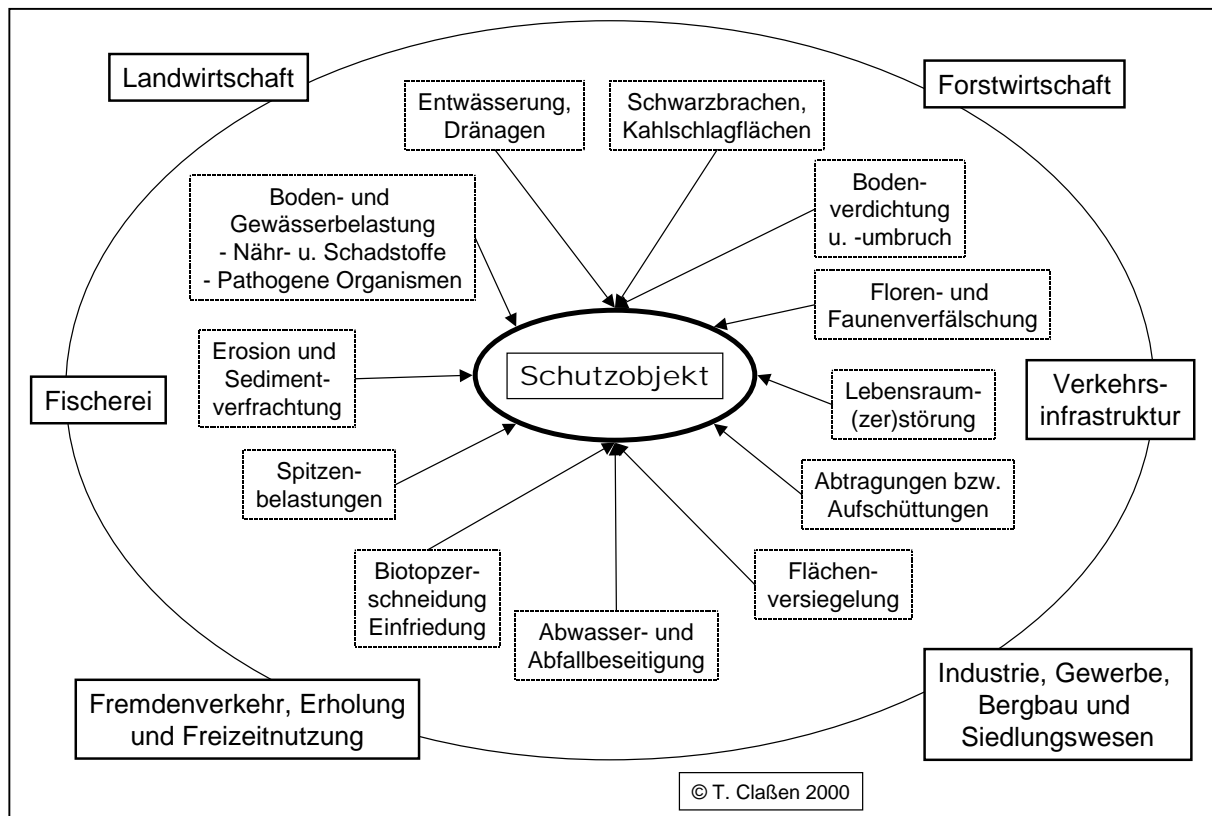 Landwirtschaft
Forstwirtschaft
Entwässerung,
Dränagen
Schwarzbrachen,
Kahlschlagflächen
Boden- und
Gewässerbelastung
- Nähr- u. Schadstoffe
- Pathogene Organismen
Boden-
verdichtung
u. -umbruch
Floren- und
Faunenverfälschung
Erosion und
Sediment-
verfrachtung
Schutzobjekt
Fischerei
Lebensraum-
(zer)störung
Verkehrs-
infrastruktur
Spitzen-
belastungen
Abtragungen bzw.
Aufschüttungen
Biotopzer-
schneidung
Einfriedung
Flächen-
versiegelung
Abwasser- und
Abfallbeseitigung
Fremdenverkehr, Erholung
und Freizeitnutzung
Industrie, Gewerbe,
Bergbau und
Siedlungswesen
© T. Claßen 2000